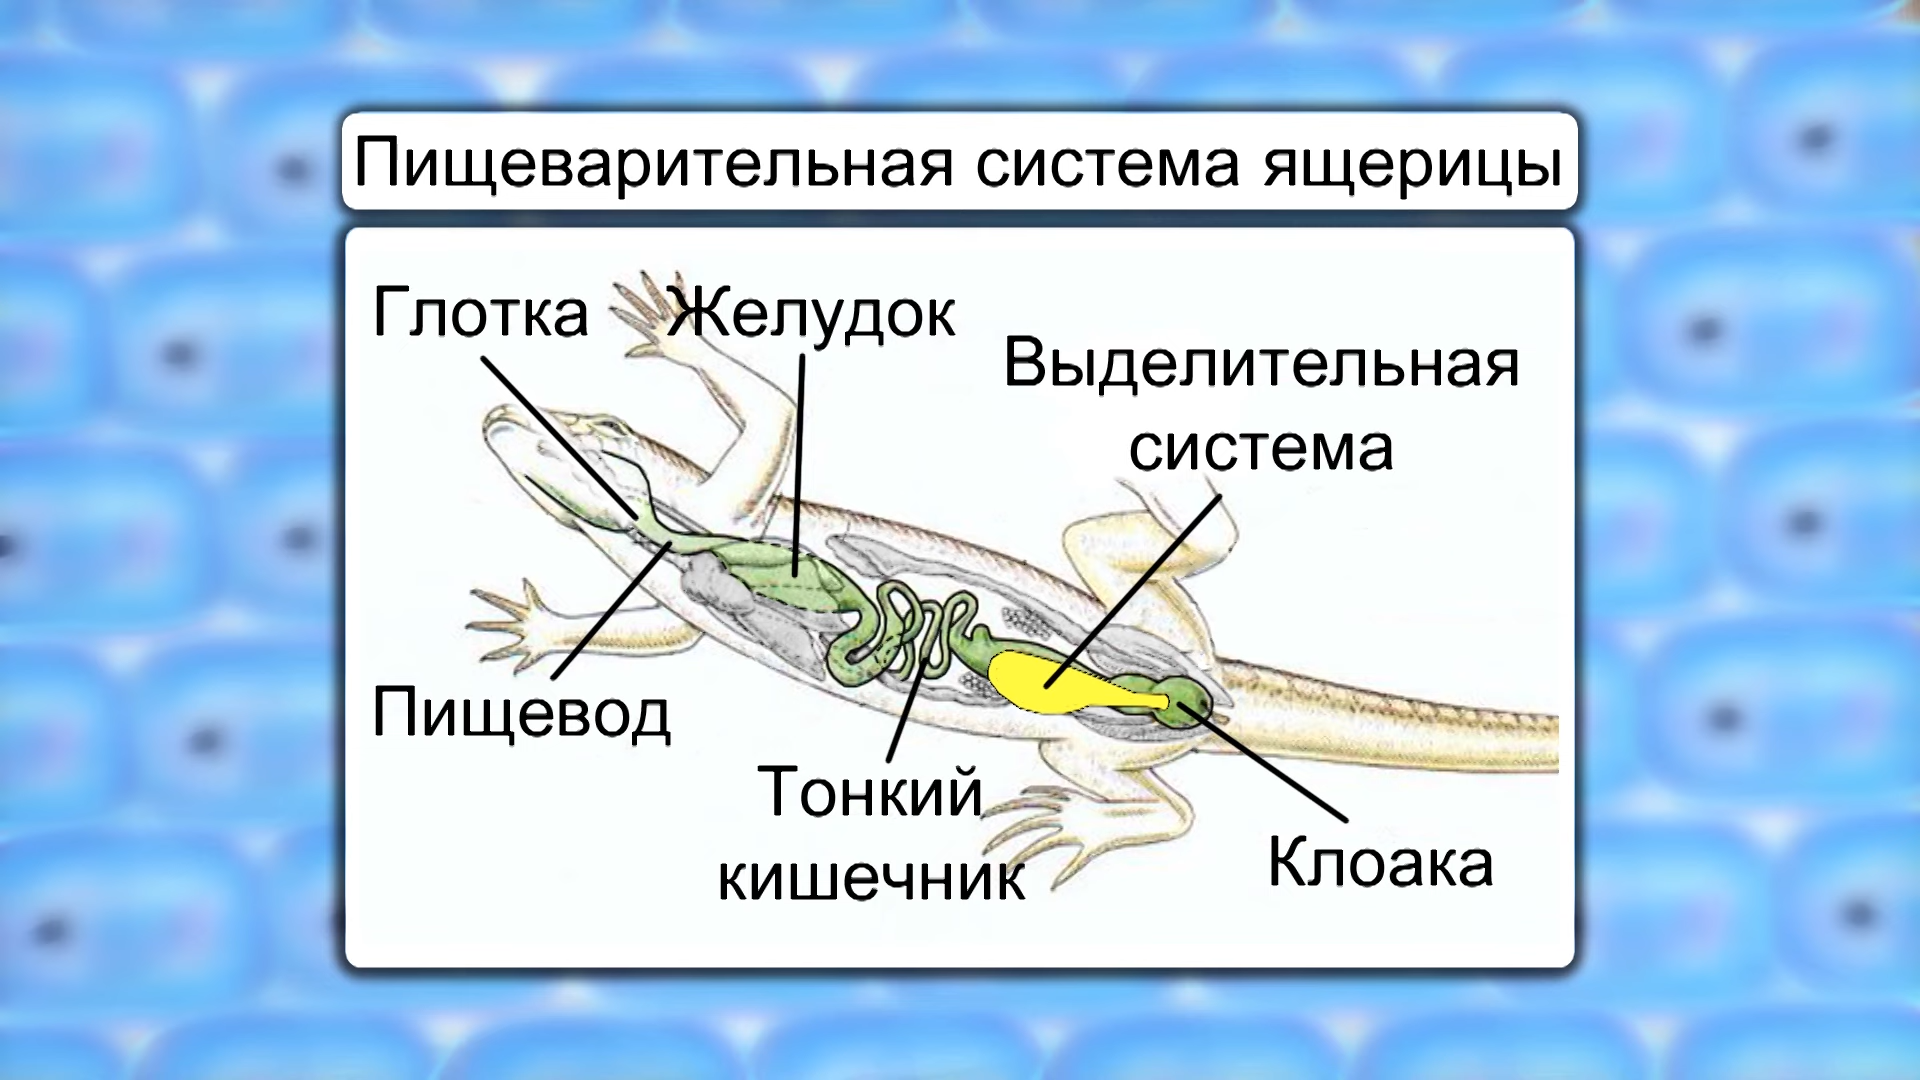 Пищеварительная система ящерицы
Глотка
Желудок
Выделительная
система
Пищевод
Тонкий
кишечник
Клоака